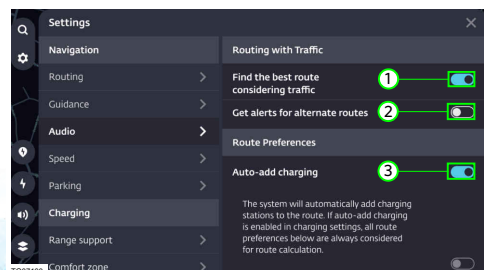 Settings
Navigation
Routing
Guidance
Audio
Speed
Parking
Charging
Range support
Comfort zone
Routing with Traffic
Find the best route
considering traffic
1
Get alerts for alternate routes
2
Route Preferences
Auto-add charging
3
The system will automatically add charging
stations to the route. If auto-add charging
is enabled in charging settings, all route
preferences below are always considered
for route calculation.